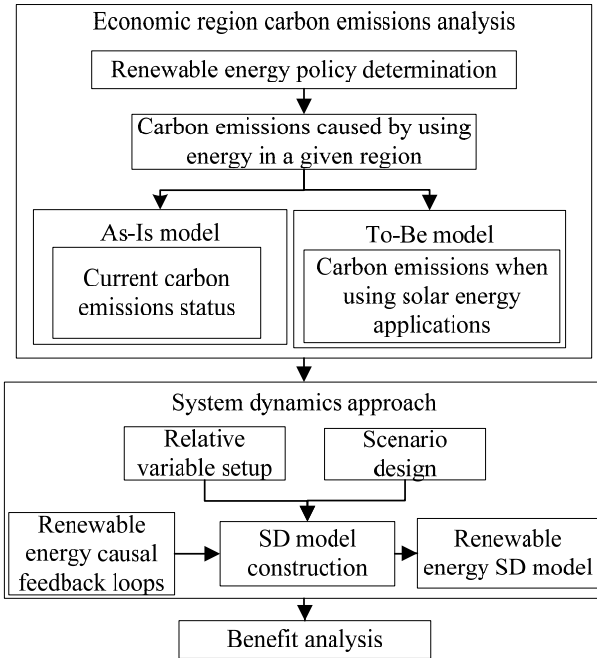 Economic region carbon emissions analysis
Renewable energy policy determination
Carbon emissions caused by using
energy in a given region
As-Is model
Current carbon
emissions status
To-Be model
Carbon emissions when
using solar energy
applications
System dynamics approach
Relative
variable setup
Scenario
design
Renewable
energy causal
feedback loops
SD model
construction
Renewable
energy SD model
Benefit analysis